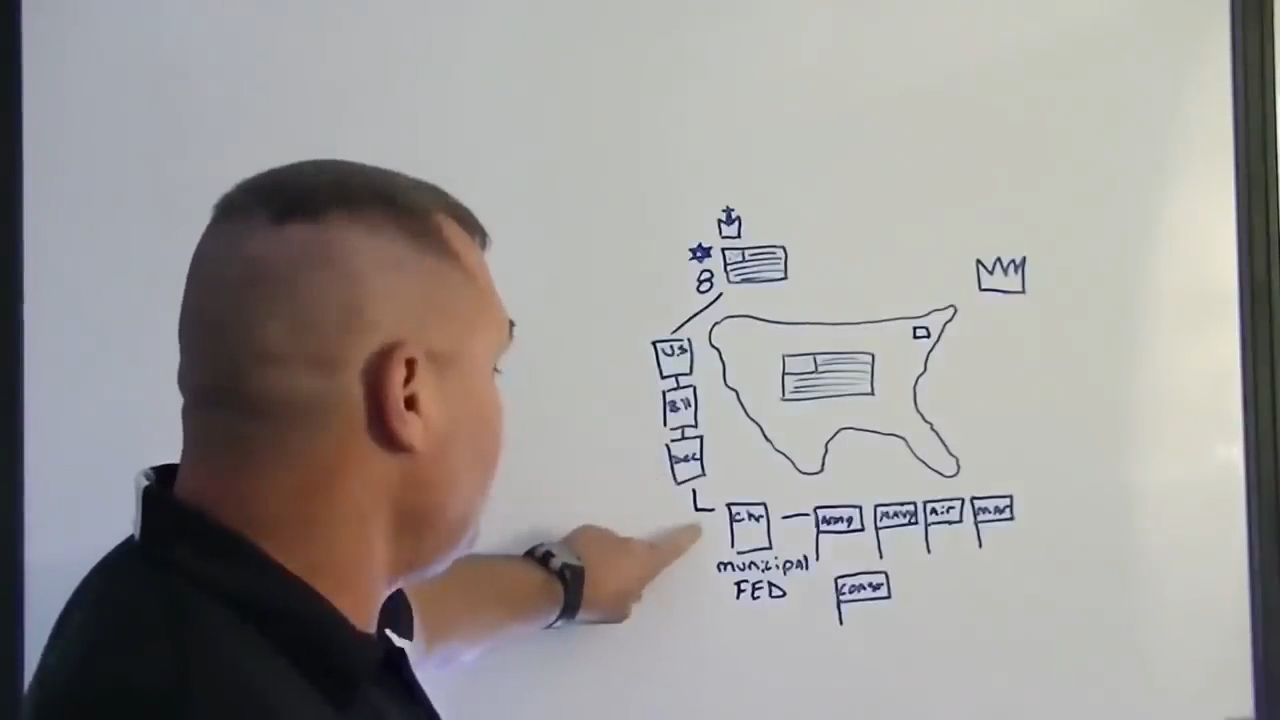 8
US
Bill
Dec
Chr
Army
Navy
Air
Mar
municipal
FED
Coast